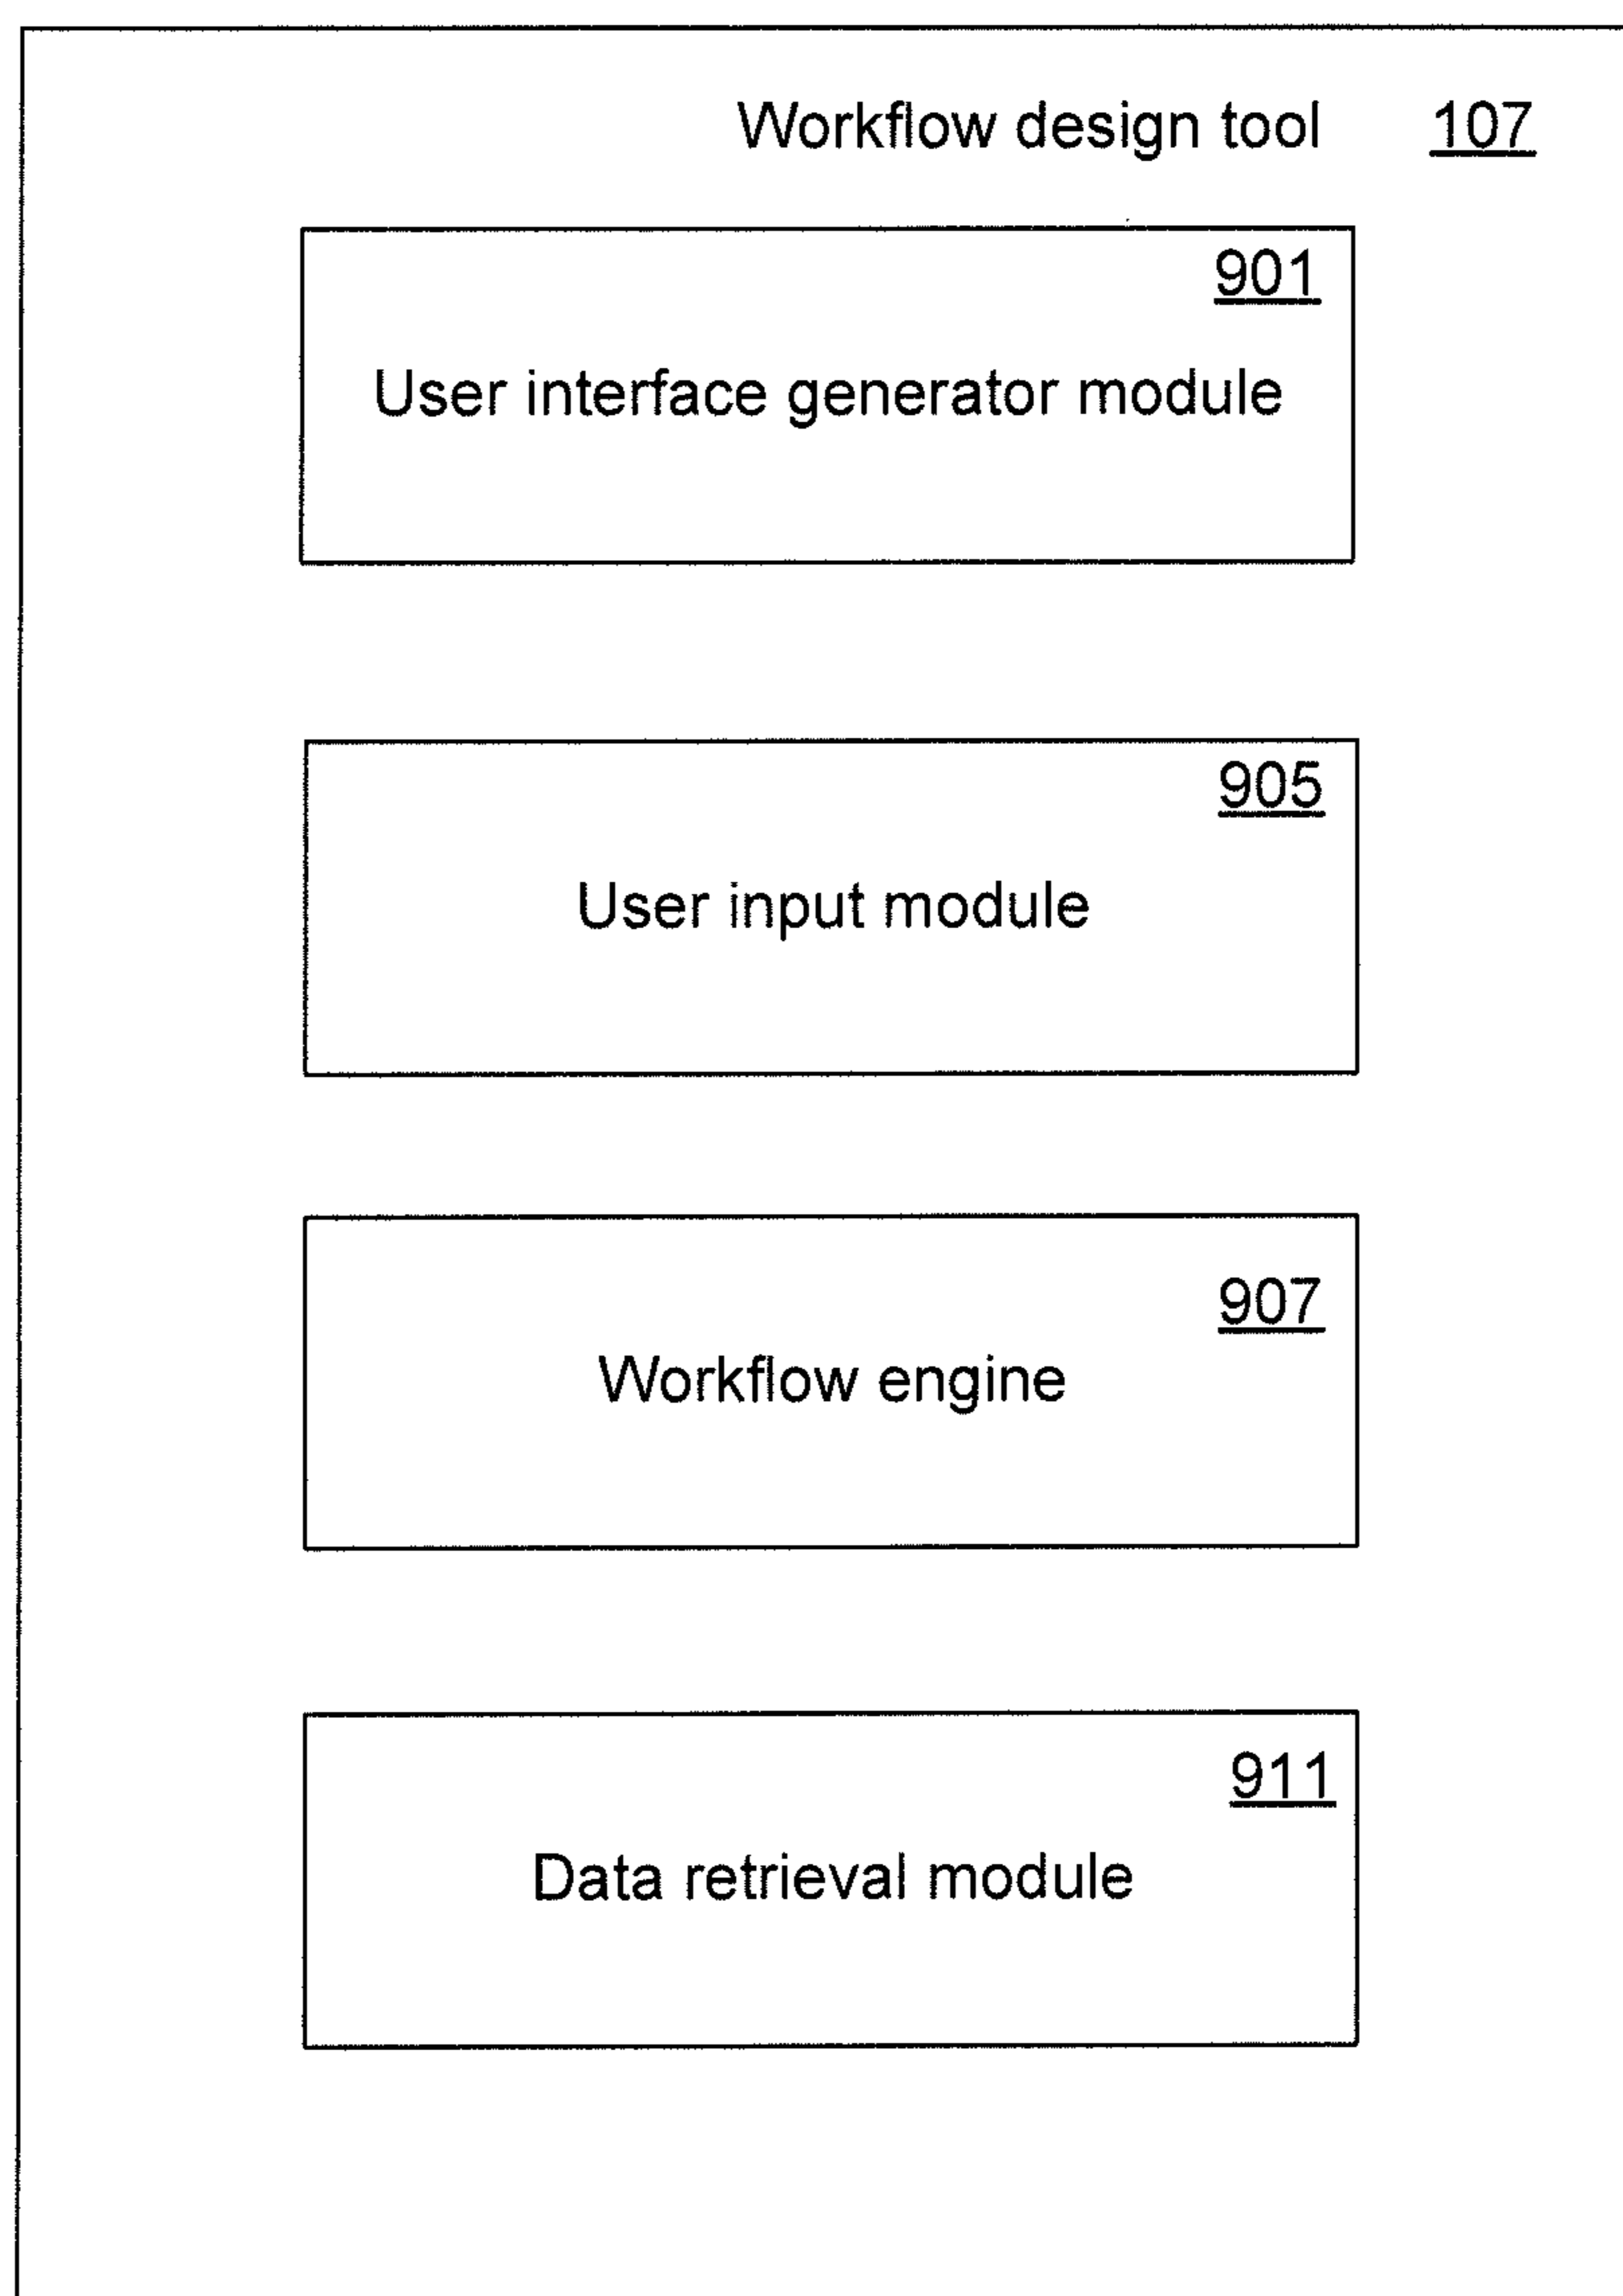 Workflow design tool 107
901
User interface generator module
905
User input module
907
Workflow engine
911
Data retrieval module